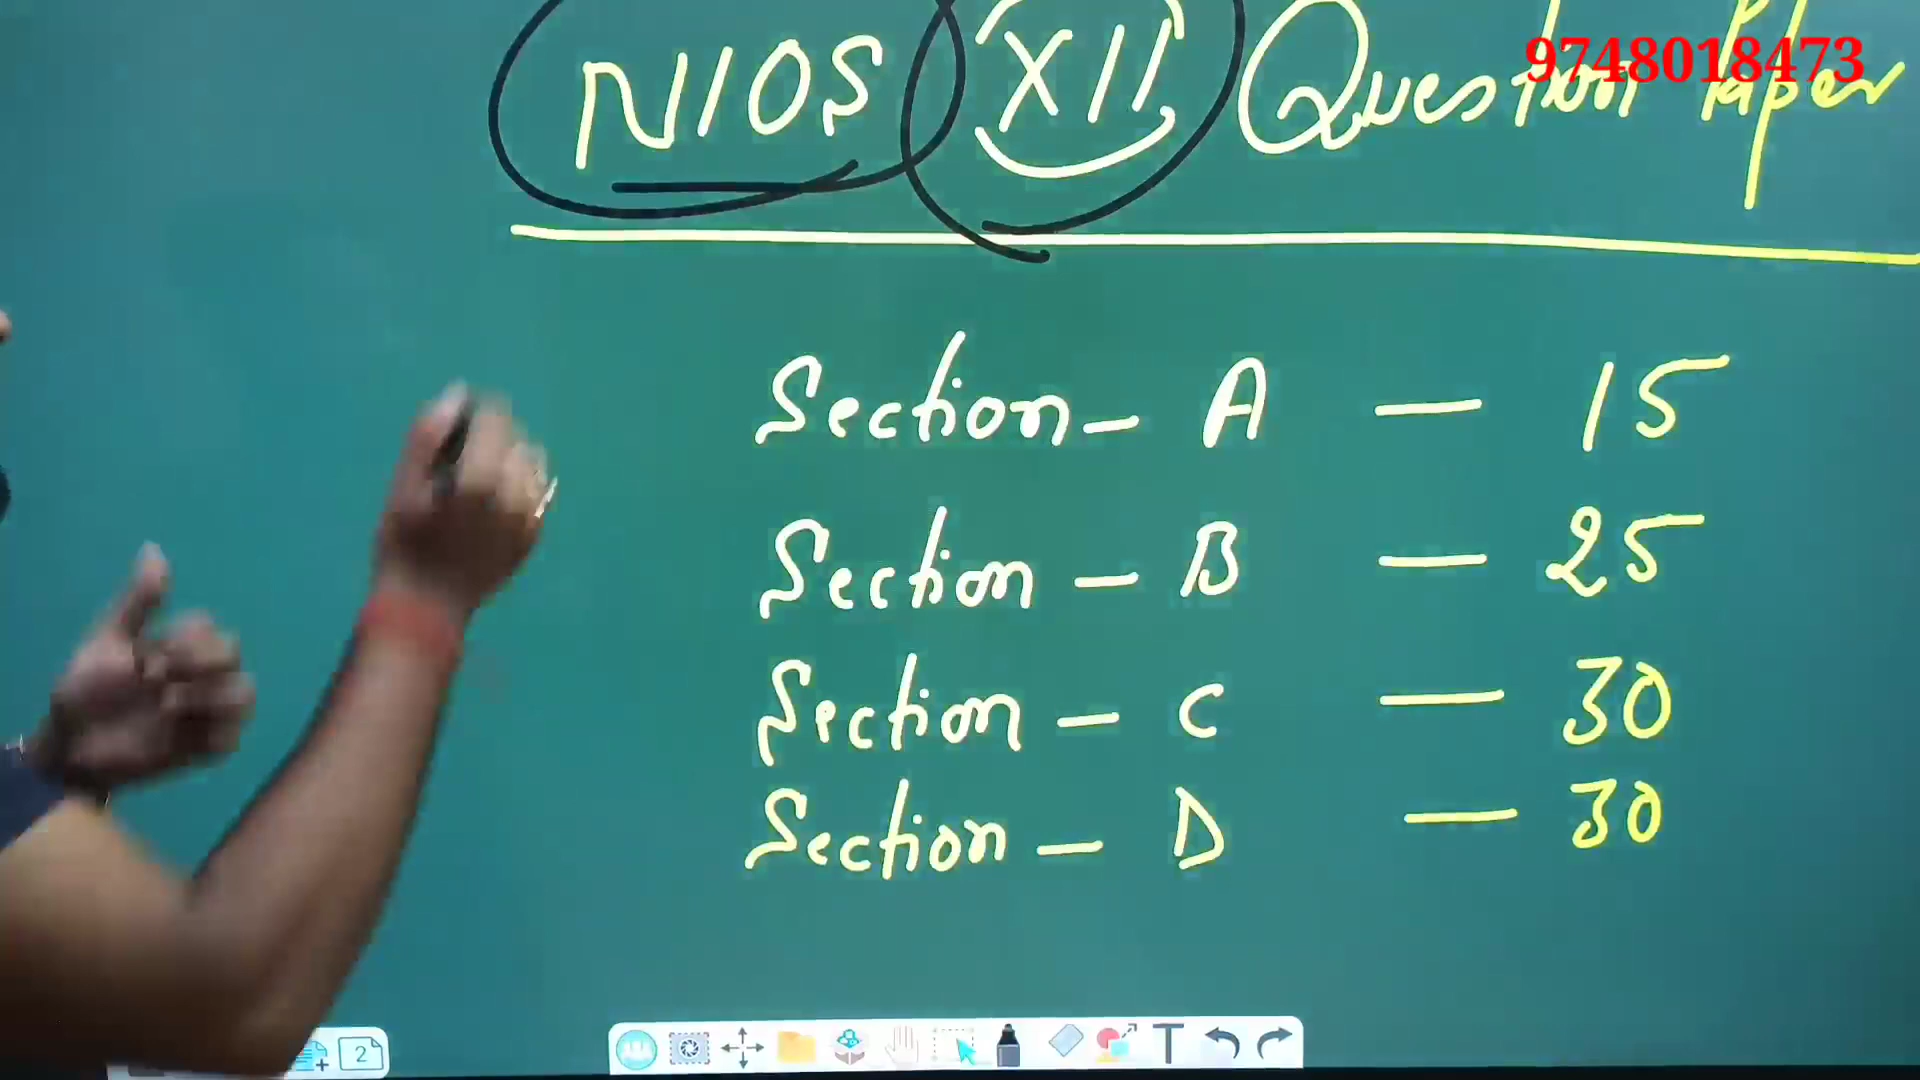 9748018473
NIOS XII Question Paper
Section - A — 15
Section - B — 25
Section - C — 30
Section - D — 30
2
T